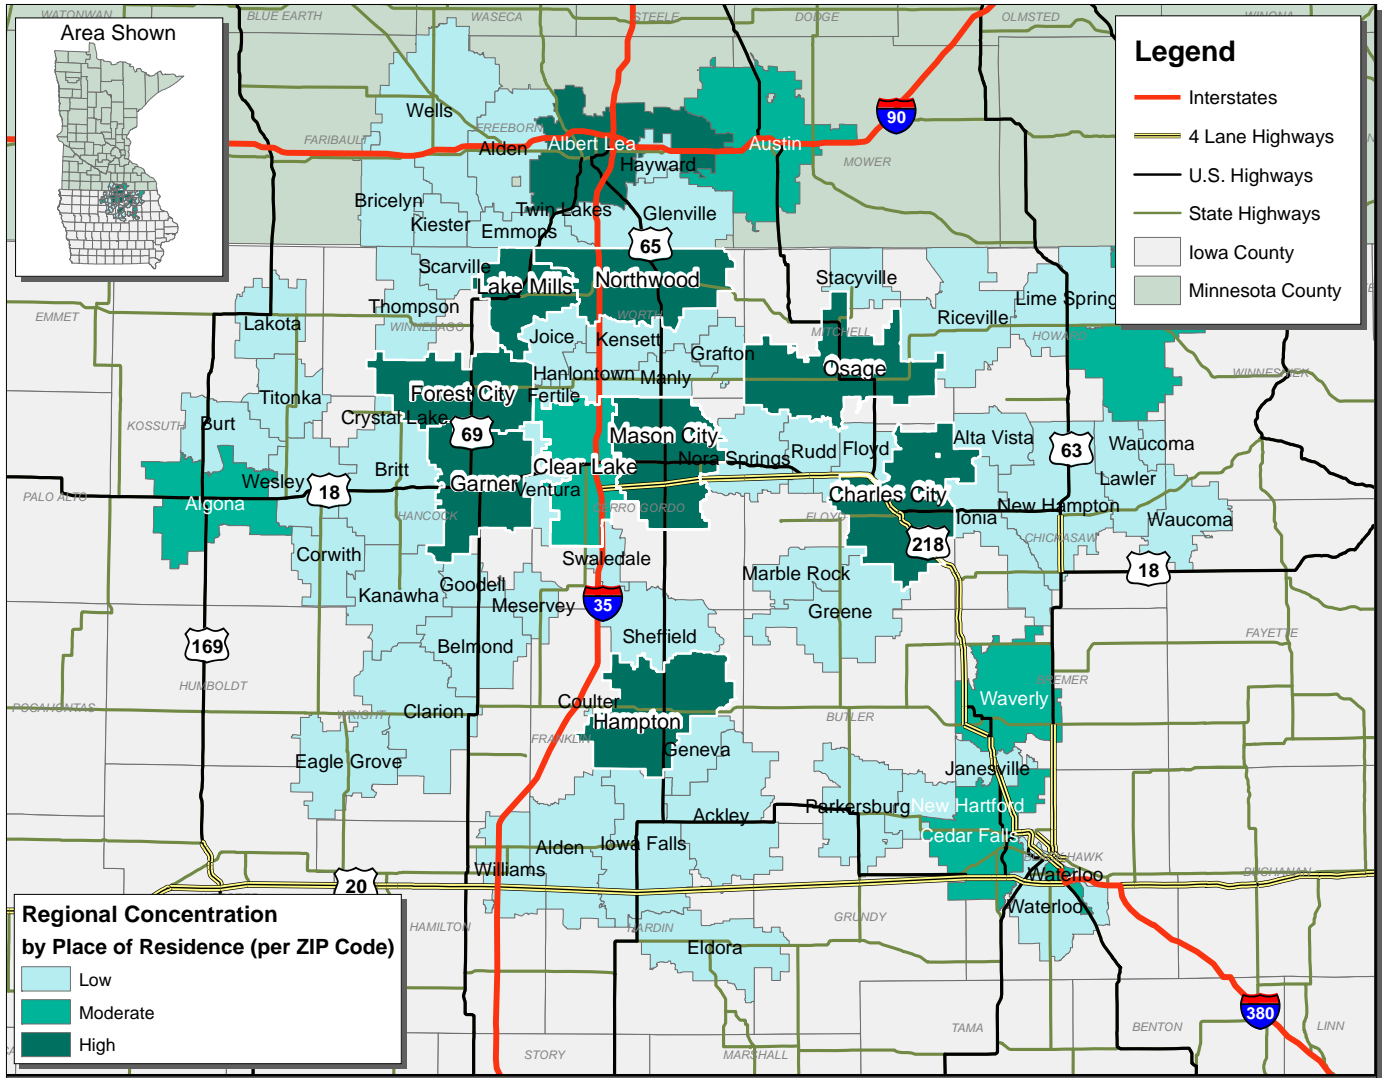 WATONWAN
BLUE EARTH
WASECA
STEELE
DODGE
OLMSTED
WINONA
Area Shown
Legend
Interstates
4 Lane Highways
U.S. Highways
State Highways
Iowa County
Minnesota County
Wells
FREEBORN
FARIBAULT
Alden
Albert Lea
Hayward
Austin
90
MOWER
Bricelyn
Kiester
Twin Lakes
Emmons
Glenville
65
Scarville
Lake Mills
Northwood
Stacyville
Lime Spring
Thompson
WINNEBAGO
WORTH
MITCHELL
Riceville
HOWARD
EMMET
Lakota
Joice
Kensett
Grafton
Osage
WINNESHIEK
Hanlontown
Manly
Titonka
Forest City
Fertile
Crystal Lake
KOSSUTH
Burt
69
Mason City
Alta Vista
63
Waucoma
Nora Springs
Rudd
Floyd
Clear Lake
Britt
Wesley
18
Garner
Ventura
Charles City
Lawler
PALO ALTO
Algona
HANCOCK
CERRO GORDO
FLOYD
Ionia
New Hampton
Waucoma
CHICKASAW
218
Corwith
Swaledale
18
Goodell
Marble Rock
Kanawha
Meservey
35
Greene
169
Belmond
Sheffield
FAYETTE
HUMBOLDT
BREMER
Waverly
POCAHONTAS
WRIGHT
Clarion
Coulter
Hampton
BUTLER
FRANKLIN
Geneva
Eagle Grove
Janesville
Parkersburg
New Hartford
Ackley
Cedar Falls
Alden
Iowa Falls
Williams
Waterloo
BUCHANAN
20
Waterloo
HAMILTON
HARDIN
GRUNDY
Eldora
Regional Concentration
by Place of Residence (per ZIP Code)
Low
Moderate
High
380
STORY
MARSHALL
TAMA
BENTON
LINN